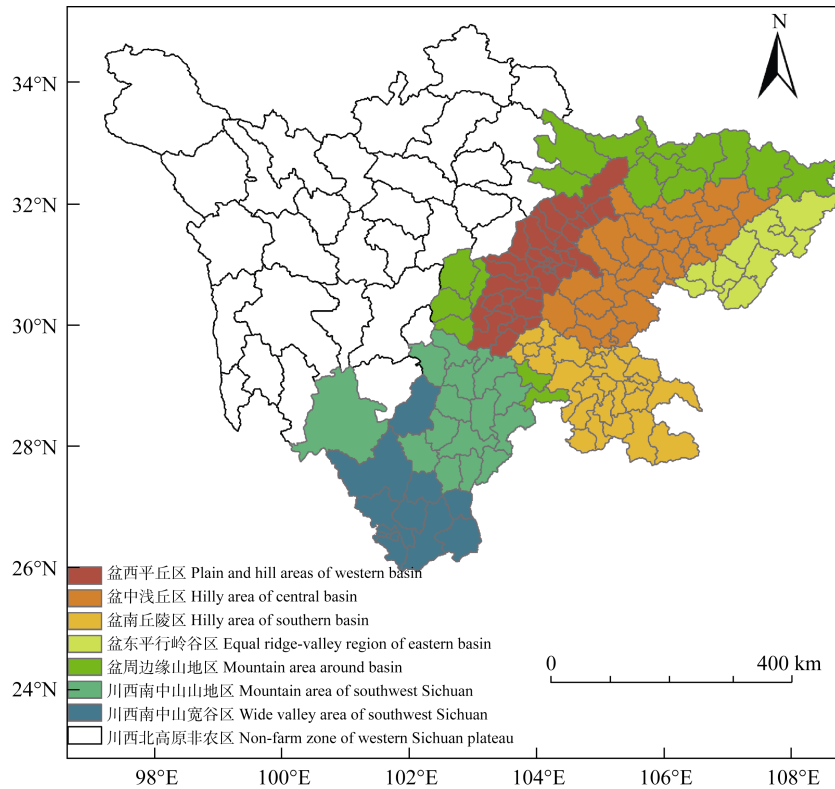 N
34°N
32°N
30°N
28°N
26°N
24°N
盆西平丘区 Plain and hill areas of western basin
盆中浅丘区 Hilly area of central basin
盆南丘陵区 Hilly area of southern basin
盆东平行岭谷区 Equal ridge-valley region of eastern basin
盆周边缘山地区 Mountain area around basin
川西南中山山地区 Mountain area of southwest Sichuan
川西南中山宽谷区 Wide valley area of southwest Sichuan
川西北高原非农区 Non-farm zone of western Sichuan plateau
0 400 km
98°E 100°E 102°E 104°E 106°E 108°E